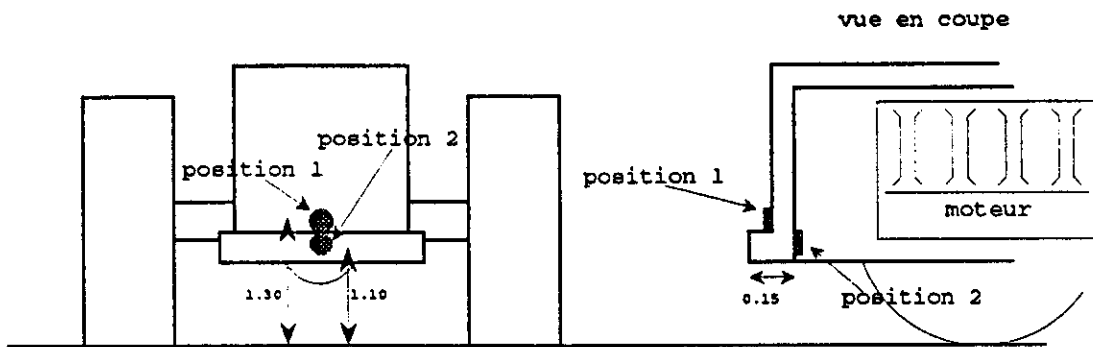 vue en coupe
position 2
position 1
1.30
1.10
position 1
moteur
0.15
position 2